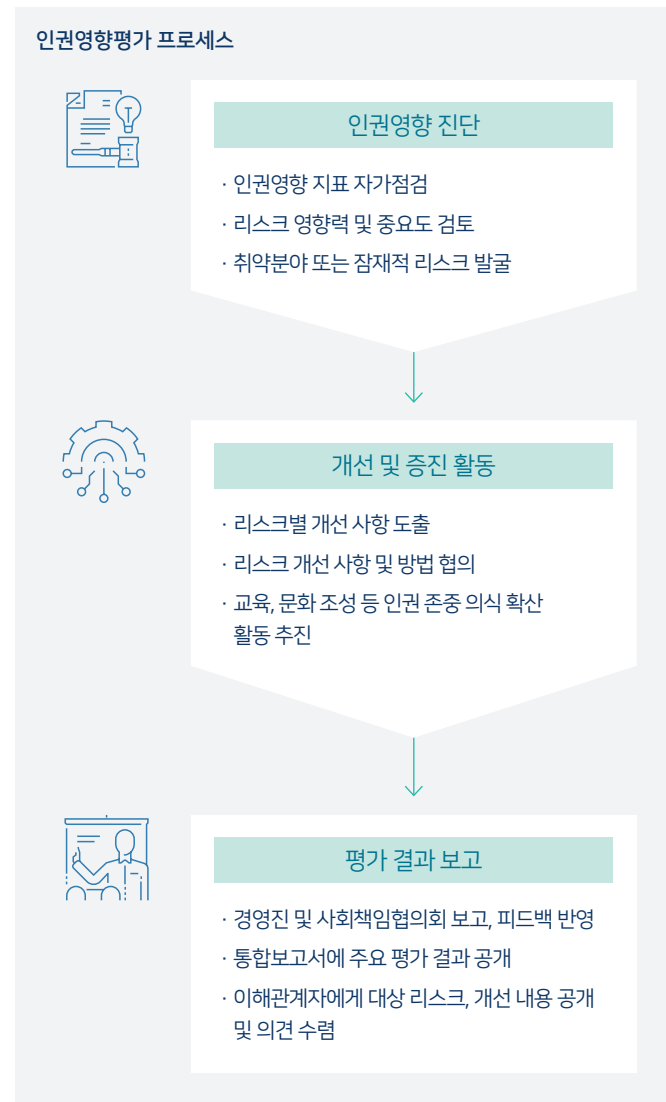 인권영향평가 프로세스
인권영향 진단
· 인권영향 지표 자가점검
· 리스크 영향력 및 중요도 검토
· 취약분야 또는 잠재적 리스크 발굴
개선 및 증진 활동
· 리스크별 개선 사항 도출
· 리스크 개선 사항 및 방법 협의
· 교육, 문화 조성 등 인권 존중 의식 확산
활동 추진
평가 결과 보고
· 경영진 및 사회책임협의회 보고, 피드백 반영
· 통합보고서에 주요 평가 결과 공개
· 이해관계자에게 대상 리스크, 개선 내용 공개
및 의견 수렴